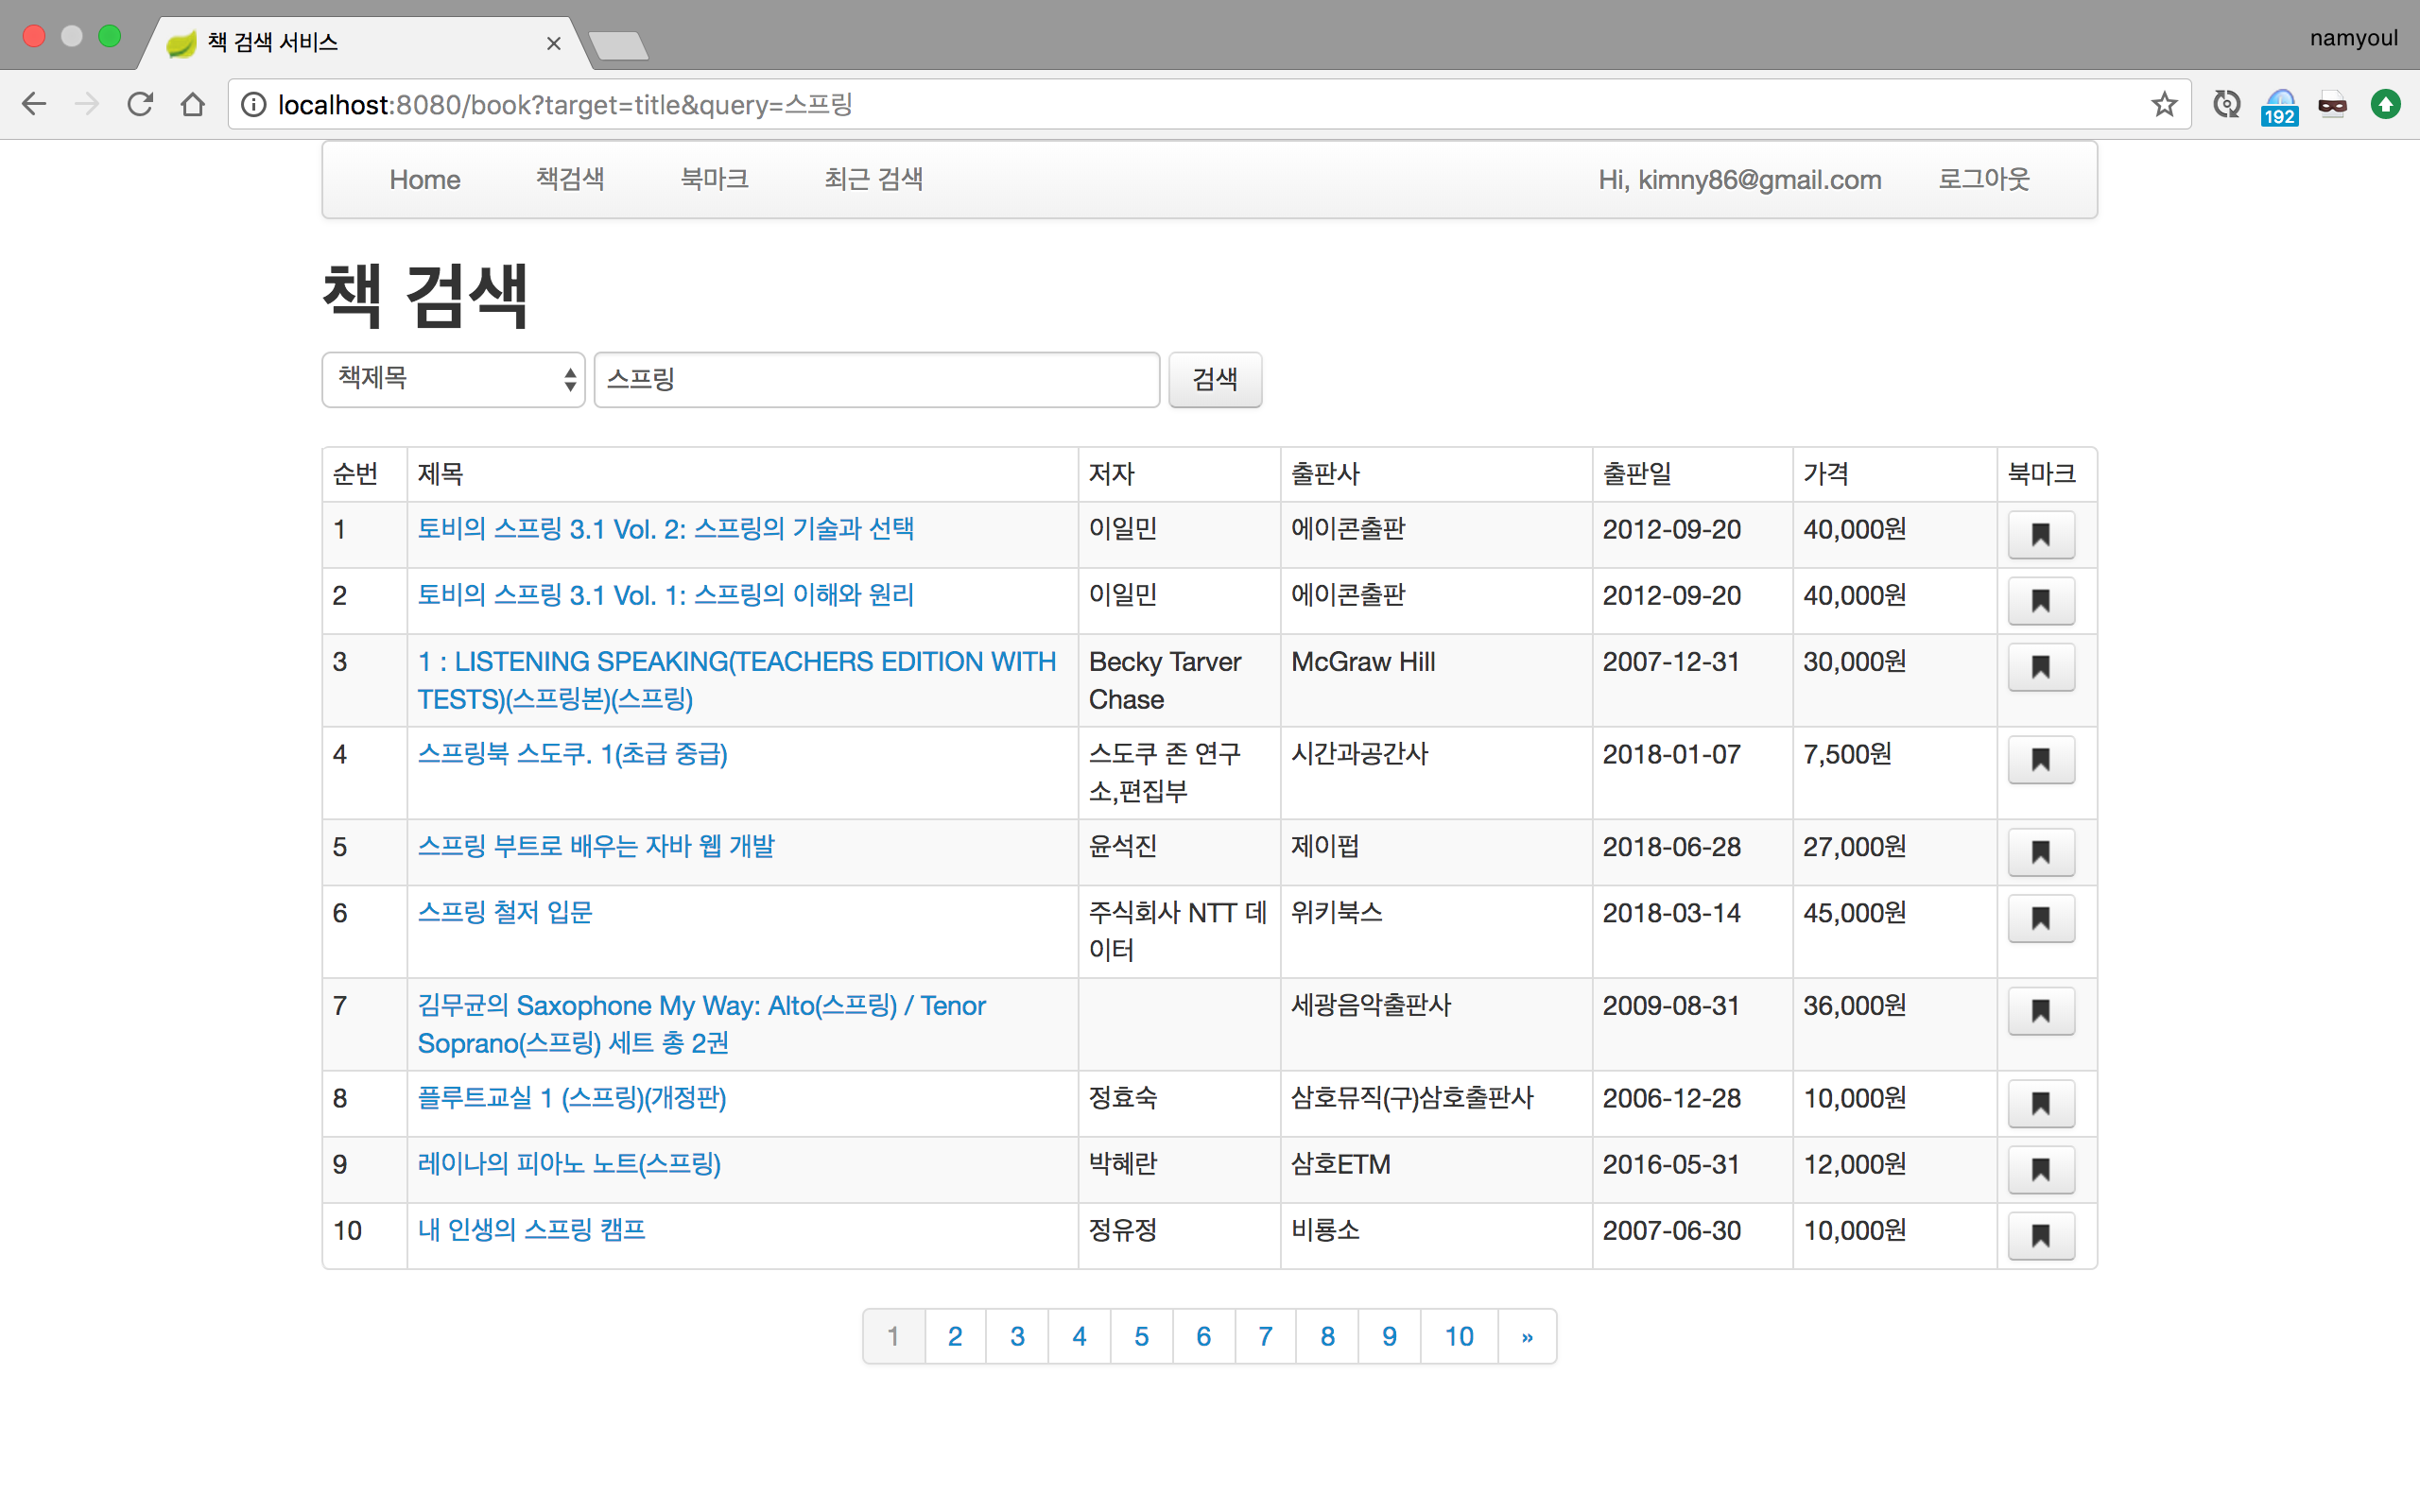 책 검색 서비스
namyoul
localhost:8080/book?target=title&query=스프링
192
Home 책검색 북마크 최근 검색 Hi, kimny86@gmail.com 로그아웃
책 검색
책제목 스프링 검색
순번 제목 저자 출판사 출판일 가격 북마크
1 토비의 스프링 3.1 Vol. 2: 스프링의 기술과 선택 이일민 에이콘출판 2012-09-20 40,000원
2 토비의 스프링 3.1 Vol. 1: 스프링의 이해와 원리 이일민 에이콘출판 2012-09-20 40,000원
3 1 : LISTENING SPEAKING(TEACHERS EDITION WITH Becky Tarver McGraw Hill 2007-12-31 30,000원
TESTS)(스프링본)(스프링) Chase
4 스프링북 스도쿠. 1(초급 중급) 스도쿠 존 연구 시간과공간사 2018-01-07 7,500원
소,편집부
5 스프링 부트로 배우는 자바 웹 개발 윤석진 제이펍 2018-06-28 27,000원
6 스프링 철저 입문 주식회사 NTT 데 위키북스 2018-03-14 45,000원
이터
7 김무균의 Saxophone My Way: Alto(스프링) / Tenor 세광음악출판사 2009-08-31 36,000원
Soprano(스프링) 세트 총 2권
8 플루트교실 1 (스프링)(개정판) 정효숙 삼호뮤직(구)삼호출판사 2006-12-28 10,000원
9 레이나의 피아노 노트(스프링) 박혜란 삼호ETM 2016-05-31 12,000원
10 내 인생의 스프링 캠프 정유정 비룡소 2007-06-30 10,000원
1 2 3 4 5 6 7 8 9 10 »